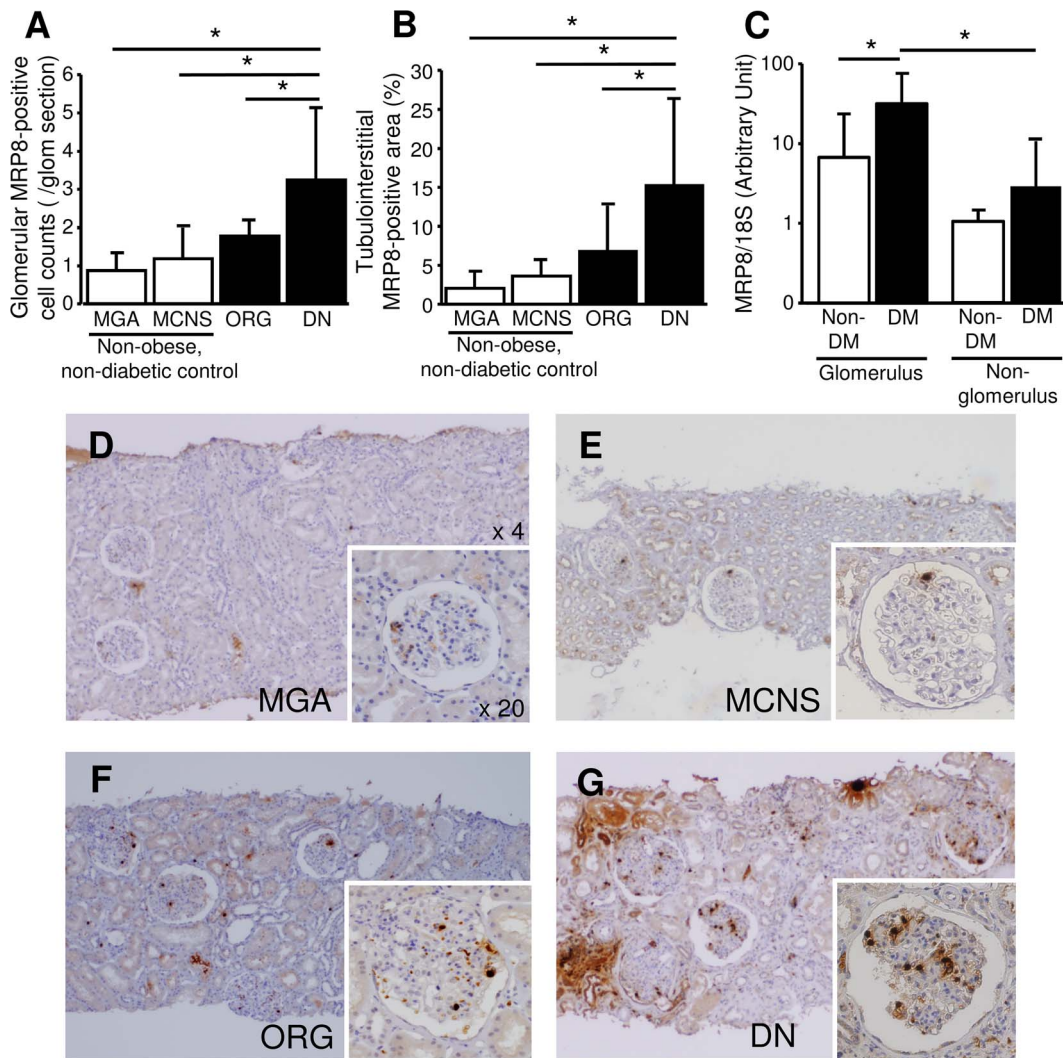 A
*
*
*
Glomerular MRP8-positive
cell counts ( /glom section)
6
5
4
3
2
1
0
MGA MCNS ORG DN
Non-obese,
non-diabetic control
B
*
*
*
Tubulointerstitial
MRP8-positive area (%)
30
25
20
15
10
5
0
MGA MCNS ORG DN
Non-obese,
non-diabetic control
C
* *
MRP8/18S (Arbitrary Unit)
100
10
1
0
Non-
DM
DM
Non-
DM
DM
Glomerulus
Non-
glomerulus
D
x 4
x 20
MGA
E
MCNS
F
ORG
G
DN